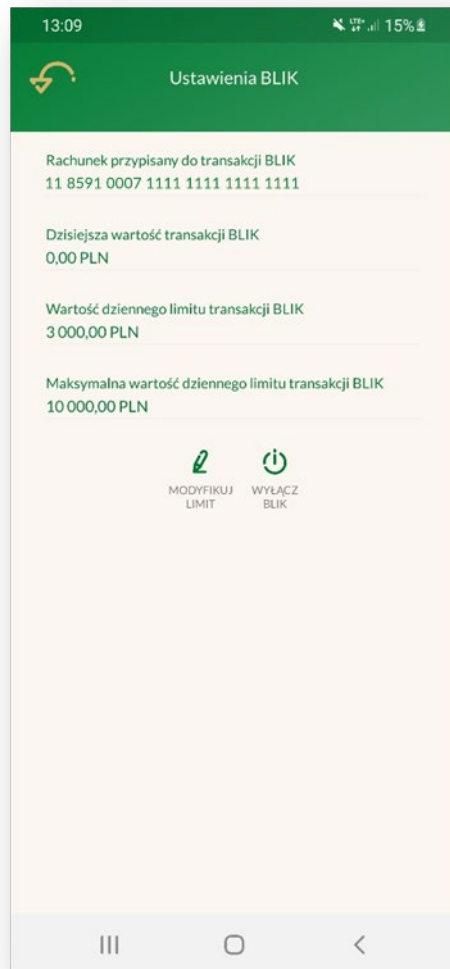 13:09 LTE+ 15%
Ustawienia BLIK
Rachunek przypisany do transakcji BLIK
11 8591 0007 1111 1111 1111 1111
Dzisiejsza wartość transakcji BLIK
0,00 PLN
Wartość dziennego limitu transakcji BLIK
3 000,00 PLN
Maksymalna wartość dziennego limitu transakcji BLIK
10 000,00 PLN
MODYFIKUJ WYŁĄCZ
LIMIT BLIK